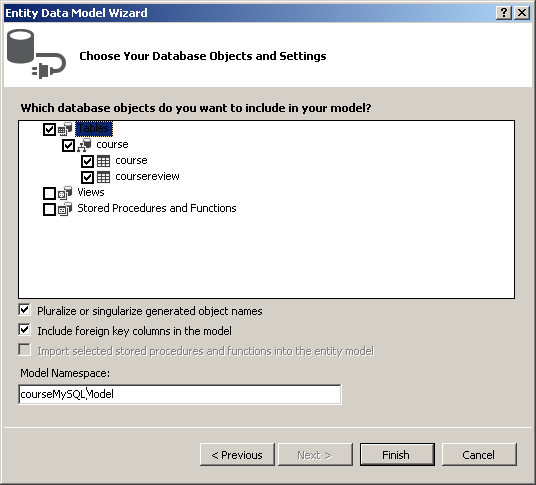 Entity Data Model Wizard
Choose Your Database Objects and Settings
Which database objects do you want to include in your model?
Tables
course
course
coursereview
Views
Stored Procedures and Functions
Pluralize or singularize generated object names
Include foreign key columns in the model
Import selected stored procedures and functions into the entity model
Model Namespace:
courseMySQLModel
< Previous
Next >
Finish
Cancel